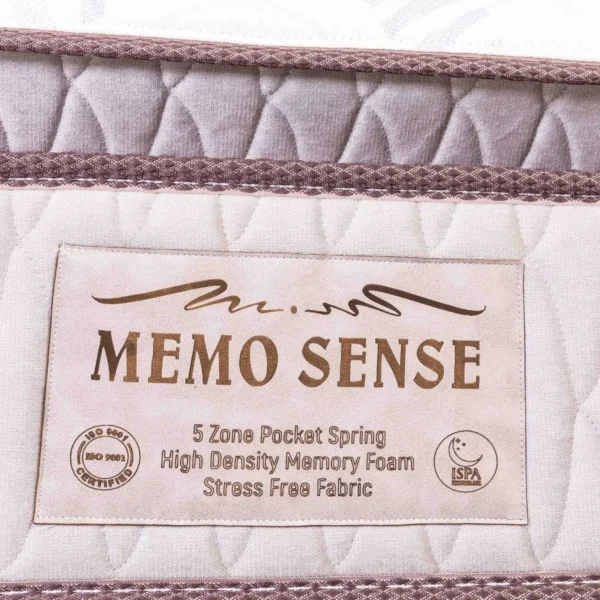 MEMO SENSE
5 Zone Pocket Spring
High Density Memory Foam
Stress Free Fabric
ISO 9001
ISO 9001
CERTIFIED
ISPA